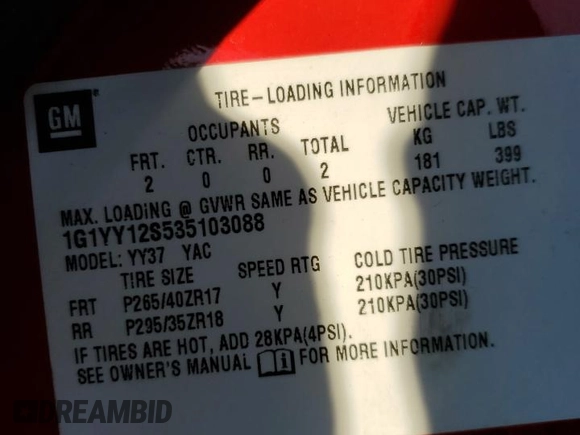 GM ®
TIRE-LOADING INFORMATION
OCCUPANTS VEHICLE CAP. WT.
FRT. CTR. RR. TOTAL KG LBS
2 0 0 2 181 399
MAX. LOADING @ GVWR SAME AS VEHICLE CAPACITY WEIGHT.
1G1YY12S535103088
MODEL: YY37 YAC
TIRE SIZE SPEED RTG COLD TIRE PRESSURE
FRT P265/40ZR17 Y 210KPA(30PSI)
RR P295/35ZR18 Y 210KPA(30PSI)
IF TIRES ARE HOT, ADD 28KPA(4PSI).
SEE OWNER'S MANUAL i FOR MORE INFORMATION.
DREAMBID